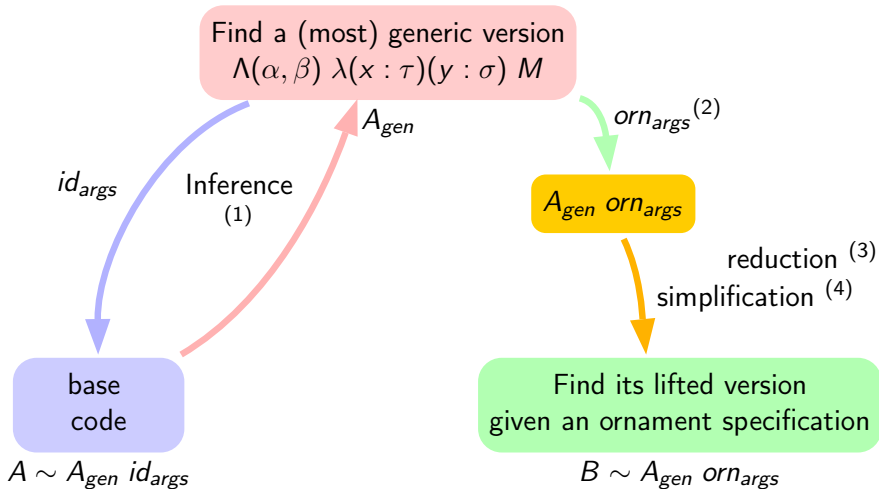 Find a (most) generic version
Λ(α, β) λ(x : τ)(y : σ) M
A_gen
orn_args (2)
id_args
Inference
(1)
A_gen orn_args
reduction (3)
simplification (4)
base
code
Find its lifted version
given an ornament specification
A ∼ A_gen id_args
B ∼ A_gen orn_args